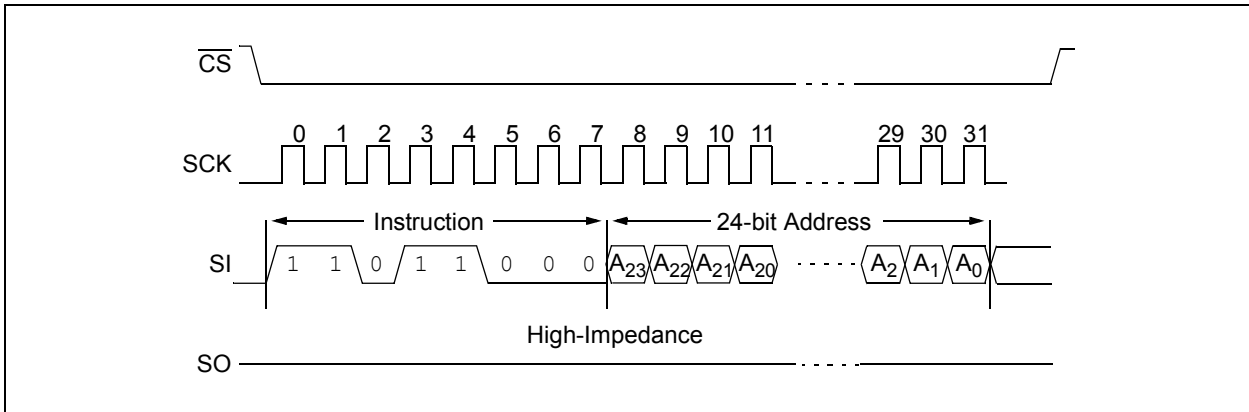 CS
0 1 2 3 4 5 6 7 8 9 10 11 29 30 31
SCK
Instruction 24-bit Address
SI 1 1 0 1 1 0 0 0 A23 A22 A21 A20 A2 A1 A0
High-Impedance
SO